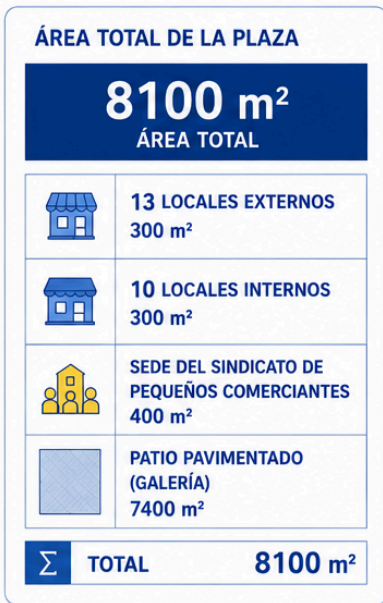 ÁREA TOTAL DE LA PLAZA
8100 m²
ÁREA TOTAL
13 LOCALES EXTERNOS
300 m²
10 LOCALES INTERNOS
300 m²
SEDE DEL SINDICATO DE
PEQUEÑOS COMERCIANTES
400 m²
PATIO PAVIMENTADO
(GALERÍA)
7400 m²
Σ TOTAL 8100 m²